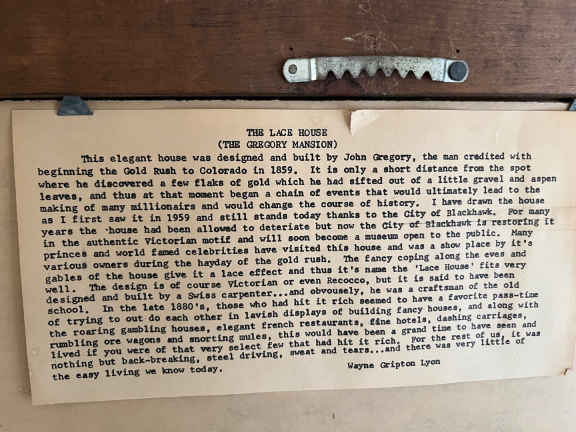 THE LACE HOUSE
(THE GREGORY MANSION)
This elegant house was designed and built by John Gregory, the man credited with
beginning the Gold Rush to Colorado in 1859. It is only a short distance from the spot
where he discovered a few flaks of gold which he had sifted out of a little gravel and aspen
leaves, and thus at that moment began a chain of events that would ultimately lead to the
making of many millionaires and would change the course of history. I have drawn the house
as I first saw it in 1959 and still stands today thanks to the City of Blackhawk. For many
years the house had been allowed to deteriate but now the City of Blackhawk is restoring it
in the authentic Victorian motif and will soon become a museum open to the public. Many
princes and world famed celebrities have visited this house and was a show place by it's
various owners during the hayday of the gold rush. The fancy coping along the eves and
gables of the house give it a lace effect and thus it's name the 'Lace House' fits very
well. The design is of course Victorian or even Recocco, but it is said to have been
designed and built by a Swiss carpenter...and obvousely, he was a craftsman of the old
school. In the late 1880's, those who had hit it rich seemed to have a favorite pass-time
of trying to out do each other in lavish displays of building fancy houses, and along with
the roaring gambling houses, elegant french restaurants, fine hotels, dashing carriages,
rumbling ore wagons and snorting mules, this would have been a grand time to have seen and
lived if you were of that very select few that had hit it rich. For the rest of us, it was
nothing but back-breaking, steel driving, sweat and tears...and there was very little of
the easy living we know today.
Wayne Gripton Lyon